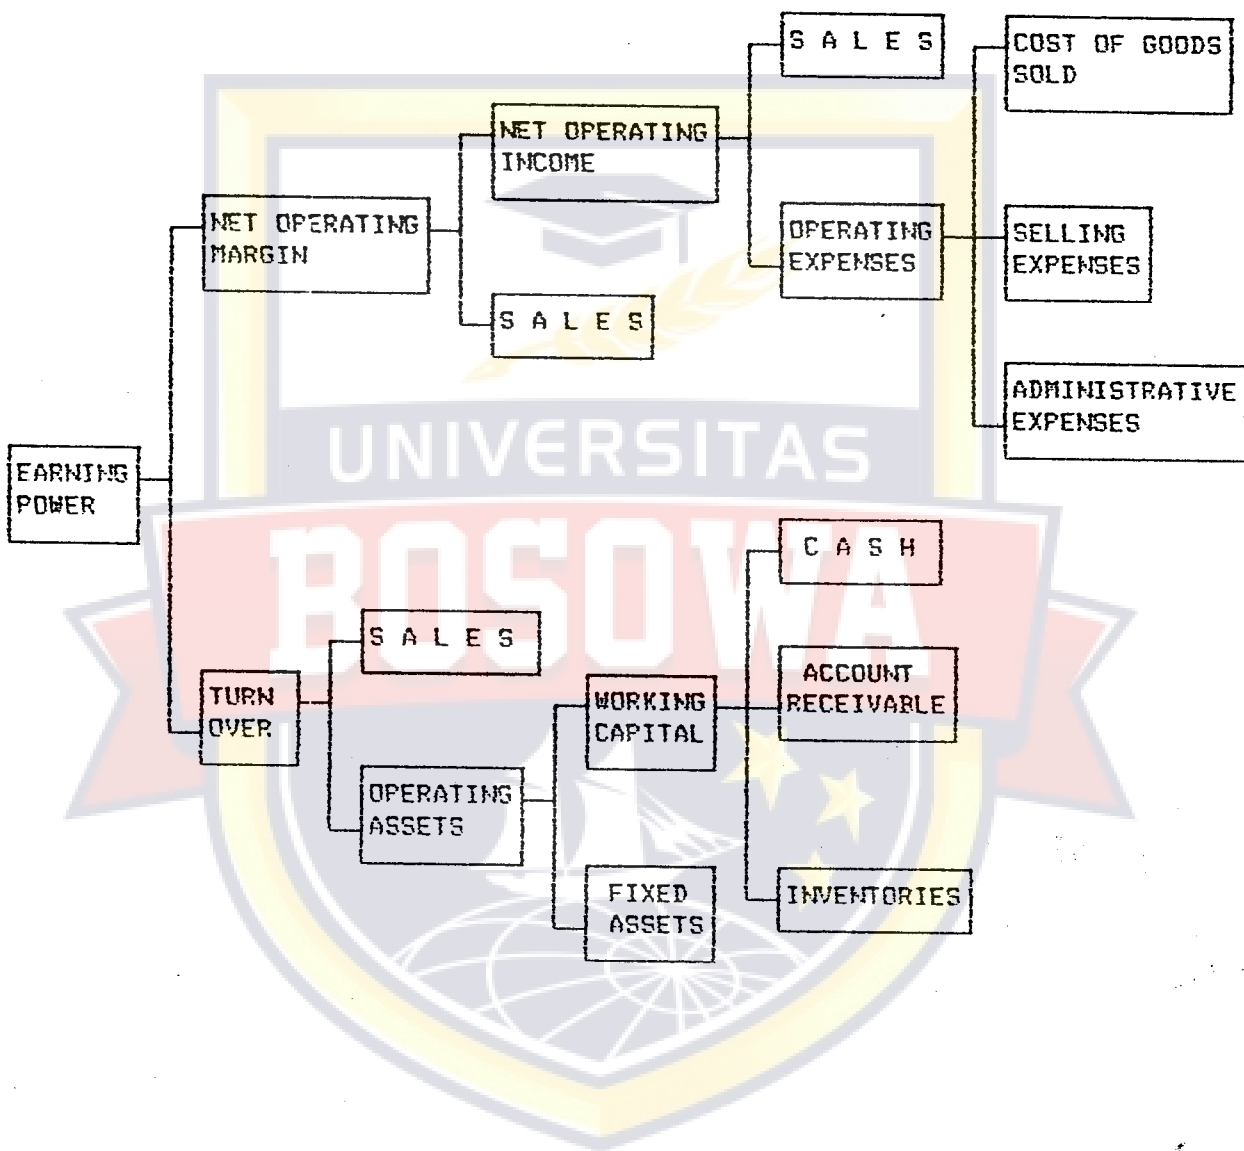 S A L E S
COST OF GOODS
SOLD
NET OPERATING
INCOME
NET OPERATING
MARGIN
OPERATING
EXPENSES
SELLING
EXPENSES
S A L E S
ADMINISTRATIVE
EXPENSES
UNIVERSITAS
EARNING
POWER
BOSOWA
C A S H
S A L E S
TURN
OVER
WORKING
CAPITAL
ACCOUNT
RECEIVABLE
OPERATING
ASSETS
FIXED
ASSETS
INVENTORIES